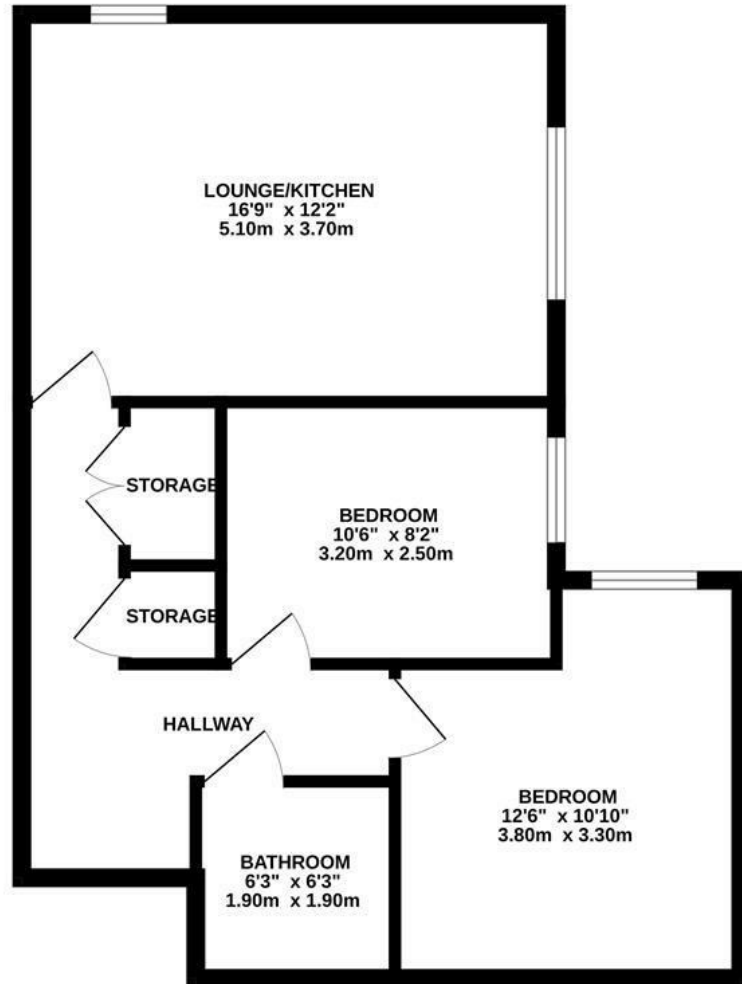 LOUNGE/KITCHEN
16'9" x 12'2"
5.10m x 3.70m
STORAGE
BEDROOM
10'6" x 8'2"
3.20m x 2.50m
STORAGE
HALLWAY
BEDROOM
12'6" x 10'10"
3.80m x 3.30m
BATHROOM
6'3" x 6'3"
1.90m x 1.90m